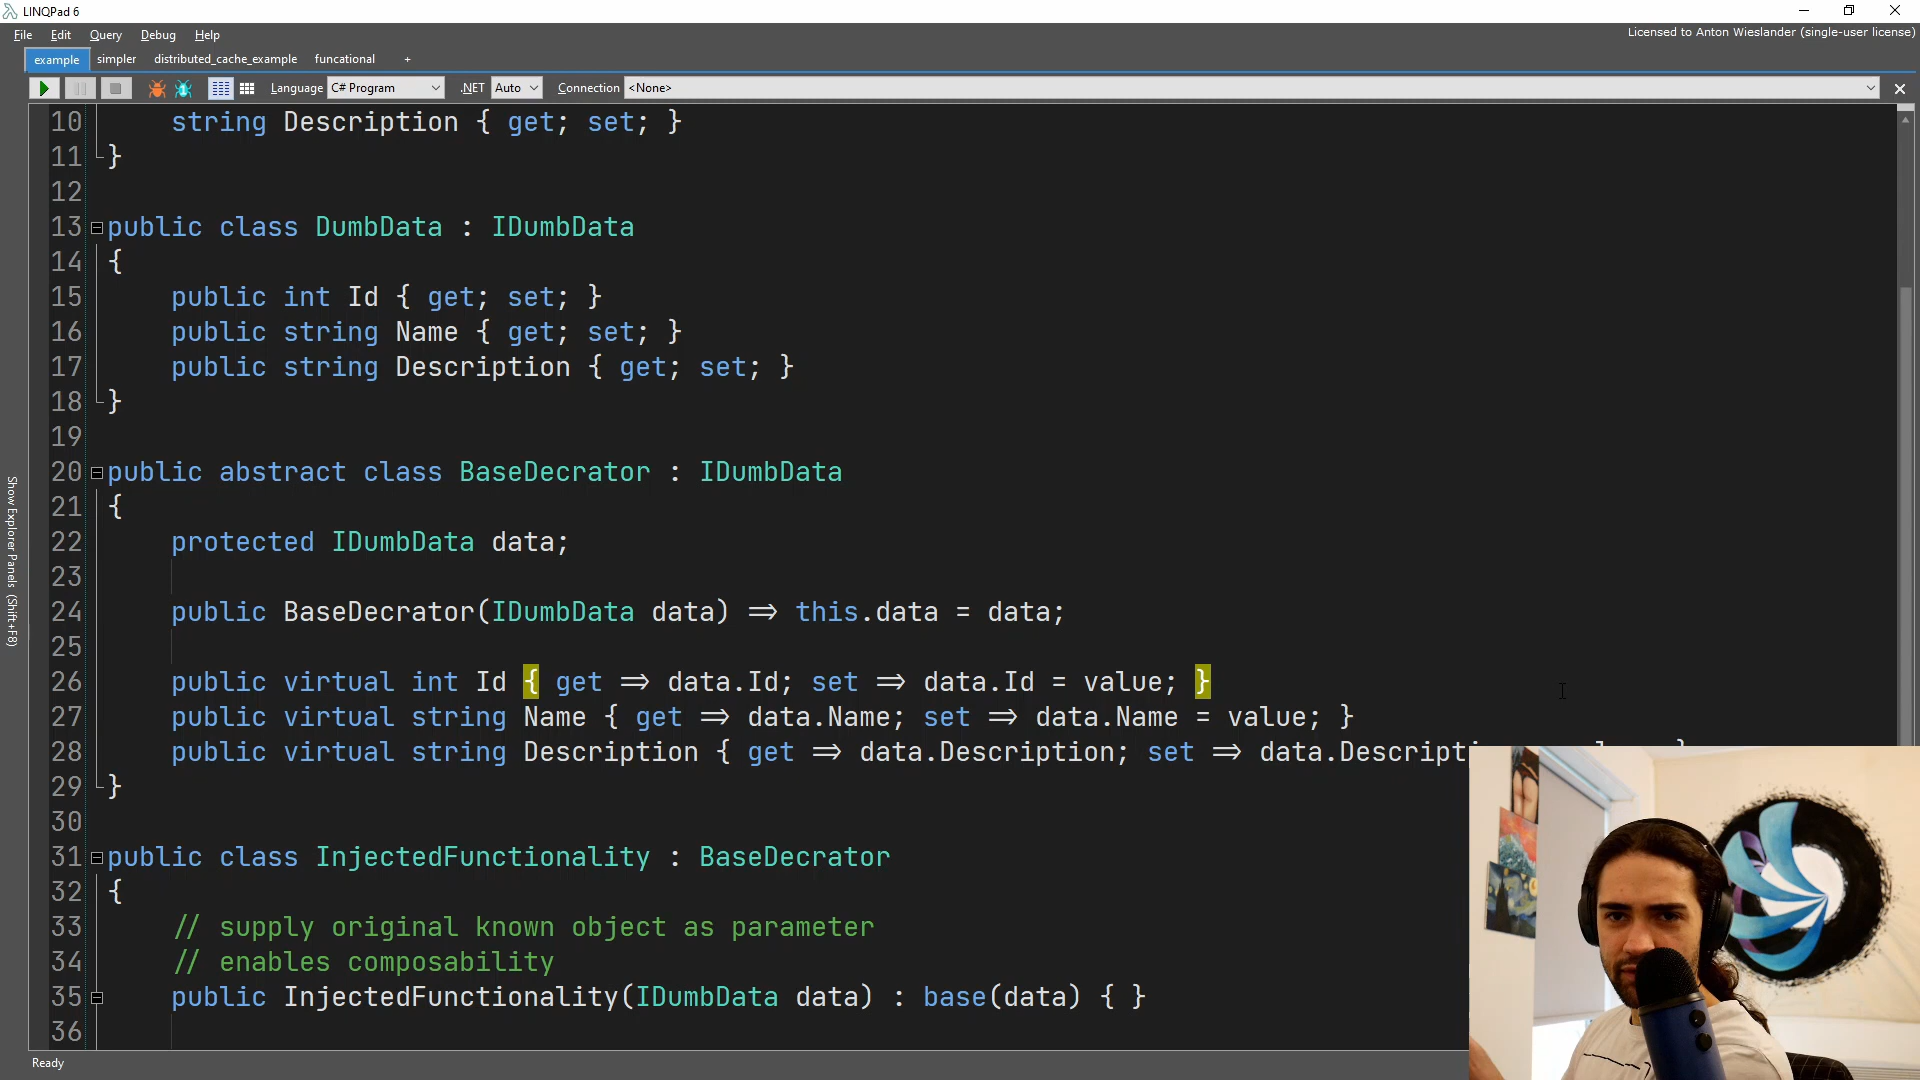 LINQPad 6
File Edit Query Debug Help
Licensed to Anton Wieslander (single-user license)
example simpler distributed_cache_example funcational +
Language C# Program .NET Auto Connection <None>
10 string Description { get; set; }
11 }
12
13 public class DumbData : IDumbData
14 {
15 public int Id { get; set; }
16 public string Name { get; set; }
17 public string Description { get; set; }
18 }
19
20 public abstract class BaseDecrator : IDumbData
21 {
22 protected IDumbData data;
23
24 public BaseDecrator(IDumbData data) => this.data = data;
25
26 public virtual int Id { get => data.Id; set => data.Id = value; }
27 public virtual string Name { get => data.Name; set => data.Name = value; }
28 public virtual string Description { get => data.Description; set => data.Descripti
29 }
30
31 public class InjectedFunctionality : BaseDecrator
32 {
33 // supply original known object as parameter
34 // enables composability
35 public InjectedFunctionality(IDumbData data) : base(data) { }
36
Show Explorer Panels (Shift+F8)
Ready